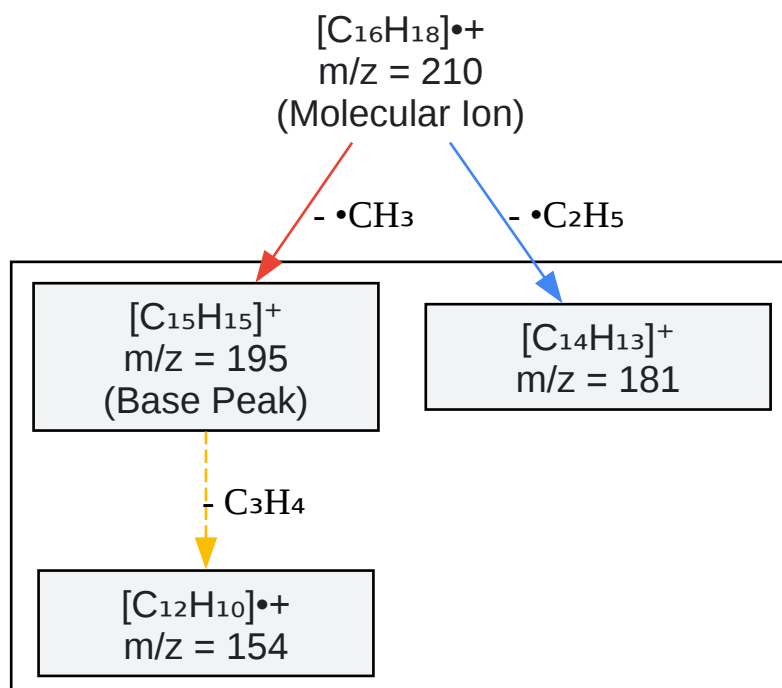 [C₁₆H₁₈]•+
m/z = 210
(Molecular Ion)
- •CH₃
- •C₂H₅
[C₁₅H₁₅]⁺
m/z = 195
(Base Peak)
[C₁₄H₁₃]⁺
m/z = 181
- C₃H₄
[C₁₂H₁₀]•+
m/z = 154